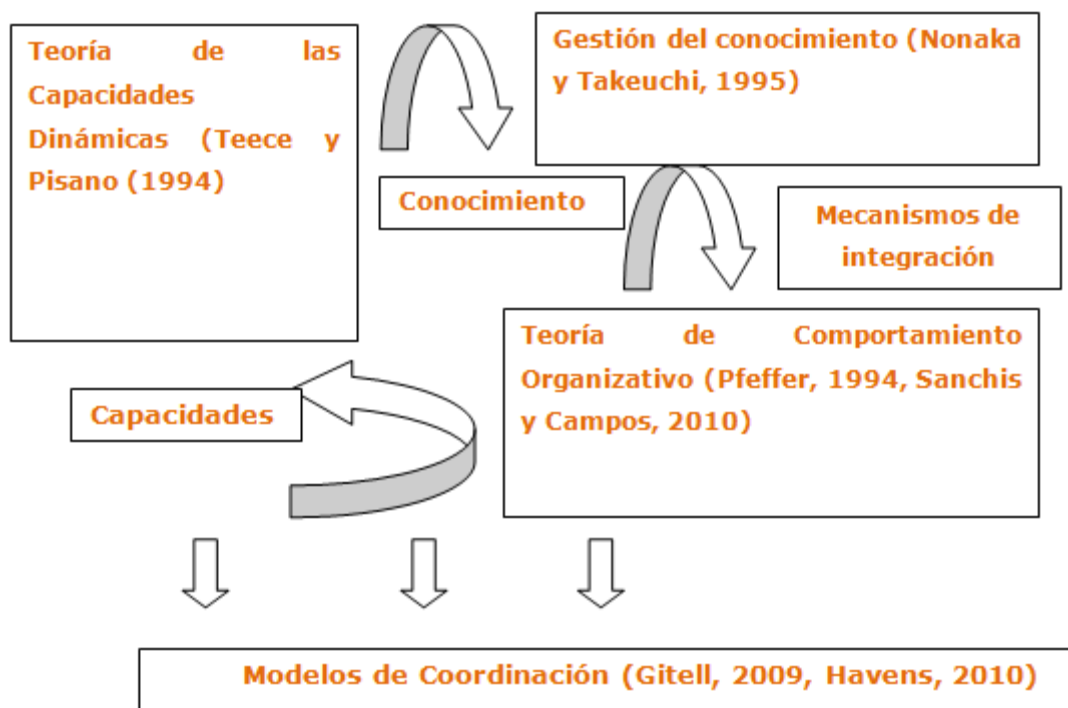 Teoría de las
Capacidades
Dinámicas (Teece y
Pisano (1994)
Gestión del conocimiento (Nonaka
y Takeuchi, 1995)
Conocimiento
Mecanismos de
integración
Teoría de Comportamiento
Organizativo (Pfeffer, 1994, Sanchis
y Campos, 2010)
Capacidades
Modelos de Coordinación (Gitell, 2009, Havens, 2010)